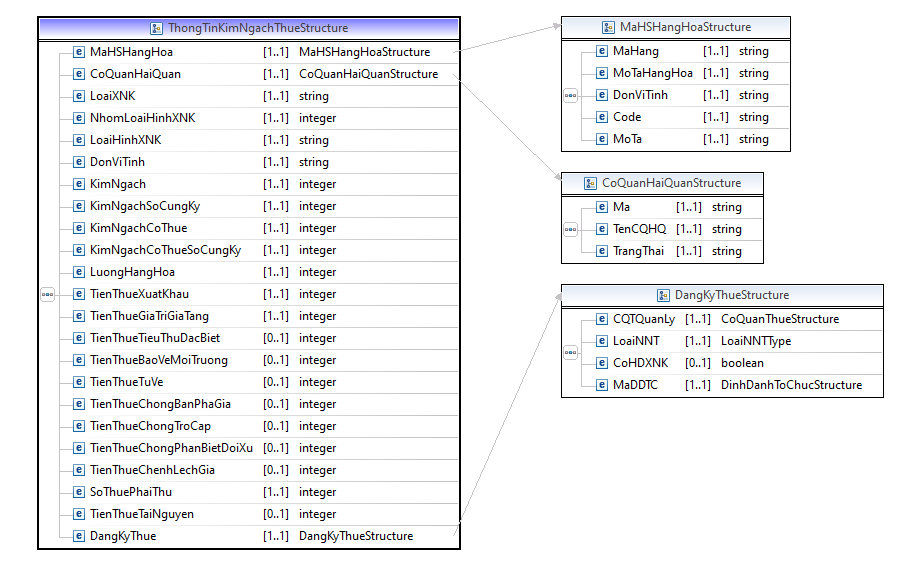 ThongTinKimNgachThueStructure
MaHSHangHoa [1..1] MaHSHangHoaStructure
CoQuanHaiQuan [1..1] CoQuanHaiQuanStructure
LoaiXNK [1..1] string
NhomLoaiHinhXNK [1..1] integer
LoaiHinhXNK [1..1] string
DonViTinh [1..1] string
KimNgach [1..1] integer
KimNgachSoCungKy [1..1] integer
KimNgachCoThue [1..1] integer
KimNgachCoThueSoCungKy [1..1] integer
LuongHangHoa [1..1] integer
TienThueXuatKhau [1..1] integer
TienThueGiaTriGiaTang [1..1] integer
TienThueTieuThuDacBiet [0..1] integer
TienThueBaoVeMoiTruong [0..1] integer
TienThueTuVe [0..1] integer
TienThueChongBanPhaGia [0..1] integer
TienThueChongTroCap [0..1] integer
TienThueChongPhanBietDoiXu [0..1] integer
TienThueChenhLechGia [0..1] integer
SoThuePhaiThu [1..1] integer
TienThueTaiNguyen [0..1] integer
DangKyThue [1..1] DangKyThueStructure
MaHSHangHoaStructure
MaHang [1..1] string
MoTaHangHoa [1..1] string
DonViTinh [1..1] string
Code [1..1] string
MoTa [1..1] string
CoQuanHaiQuanStructure
Ma [1..1] string
TenCQHQ [1..1] string
TrangThai [1..1] string
DangKyThueStructure
CQTQuanLy [1..1] CoQuanThueStructure
LoaiNNT [1..1] LoaiNNTType
CoHDXNK [0..1] boolean
MaDDTC [1..1] DinhDanhToChucStructure